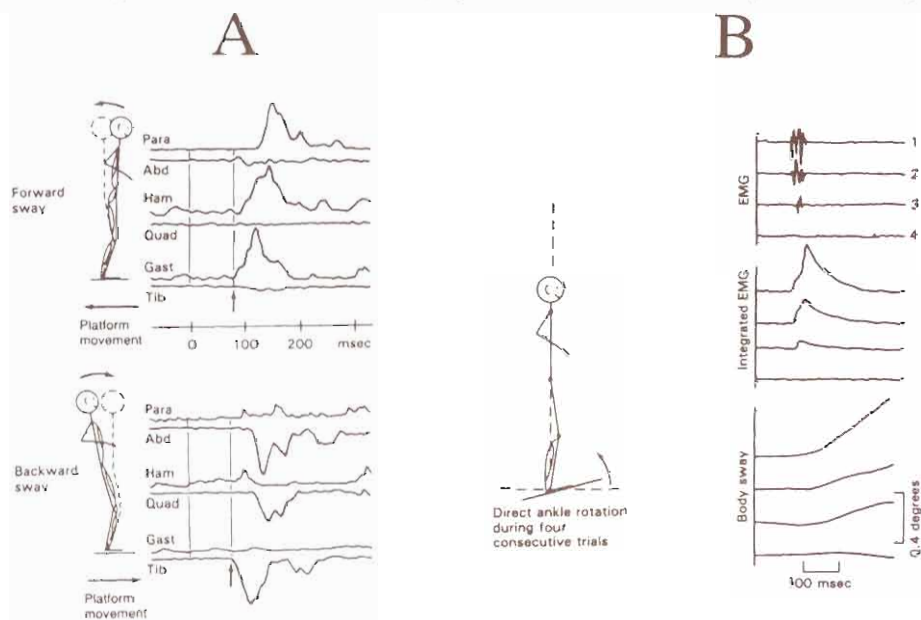 A
B
Para
Abd
Ham
Quad
Gast
Tib
Forward
sway
Platform
movement
0 100 200 msec
Para
Abd
Ham
Quad
Gast
Tib
Backward
sway
Platform
movement
Direct ankle rotation
during four
consecutive trials
EMG
1
2
3
4
Integrated EMG
Body sway
0.4 degrees
100 msec